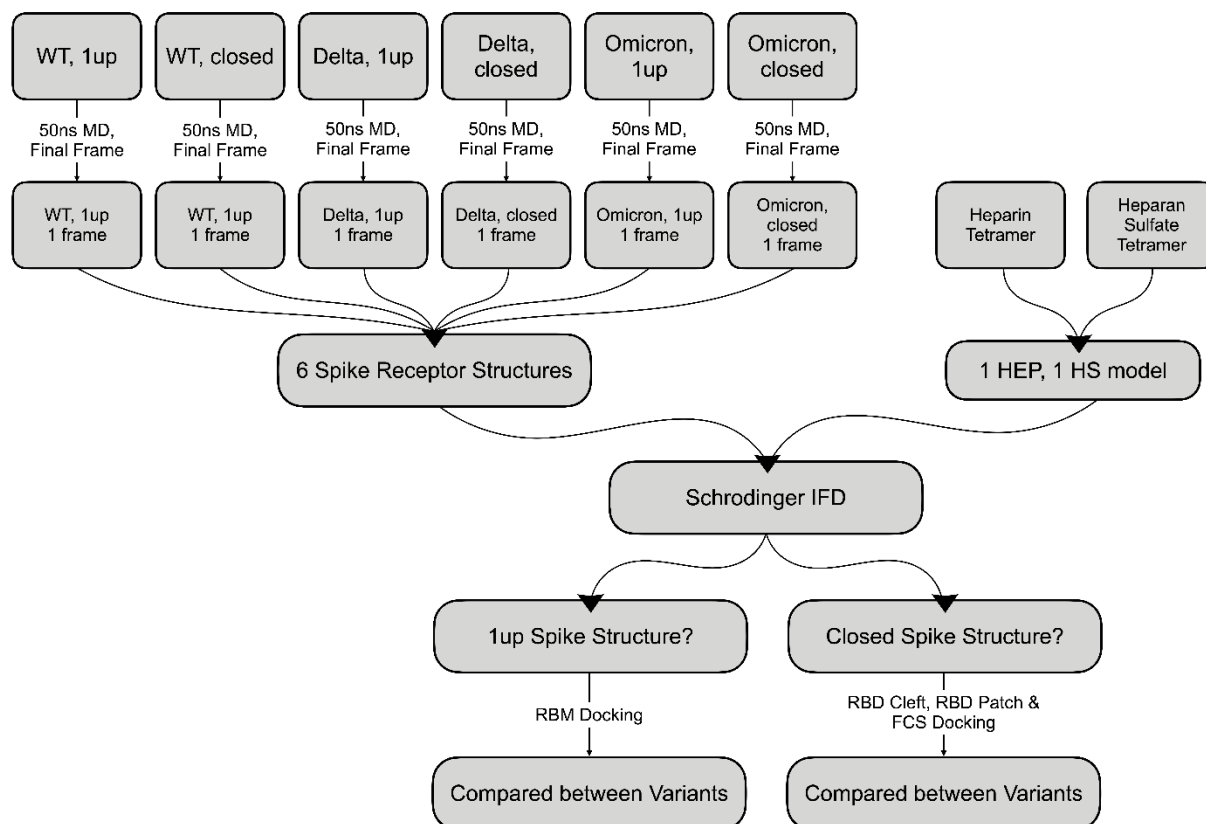 WT, 1up
WT, closed
Delta, 1up
Delta,
closed
Omicron,
1up
Omicron,
closed
50ns MD,
Final Frame
50ns MD,
Final Frame
50ns MD,
Final Frame
50ns MD,
Final Frame
50ns MD,
Final Frame
50ns MD,
Final Frame
WT, 1up
1 frame
WT, 1up
1 frame
Delta, 1up
1 frame
Delta, closed
1 frame
Omicron, 1up
1 frame
Omicron,
closed
1 frame
Heparin
Tetramer
Heparan
Sulfate
Tetramer
6 Spike Receptor Structures
1 HEP, 1 HS model
Schrodinger IFD
1up Spike Structure?
Closed Spike Structure?
RBM Docking
RBD Cleft, RBD Patch &
FCS Docking
Compared between Variants
Compared between Variants